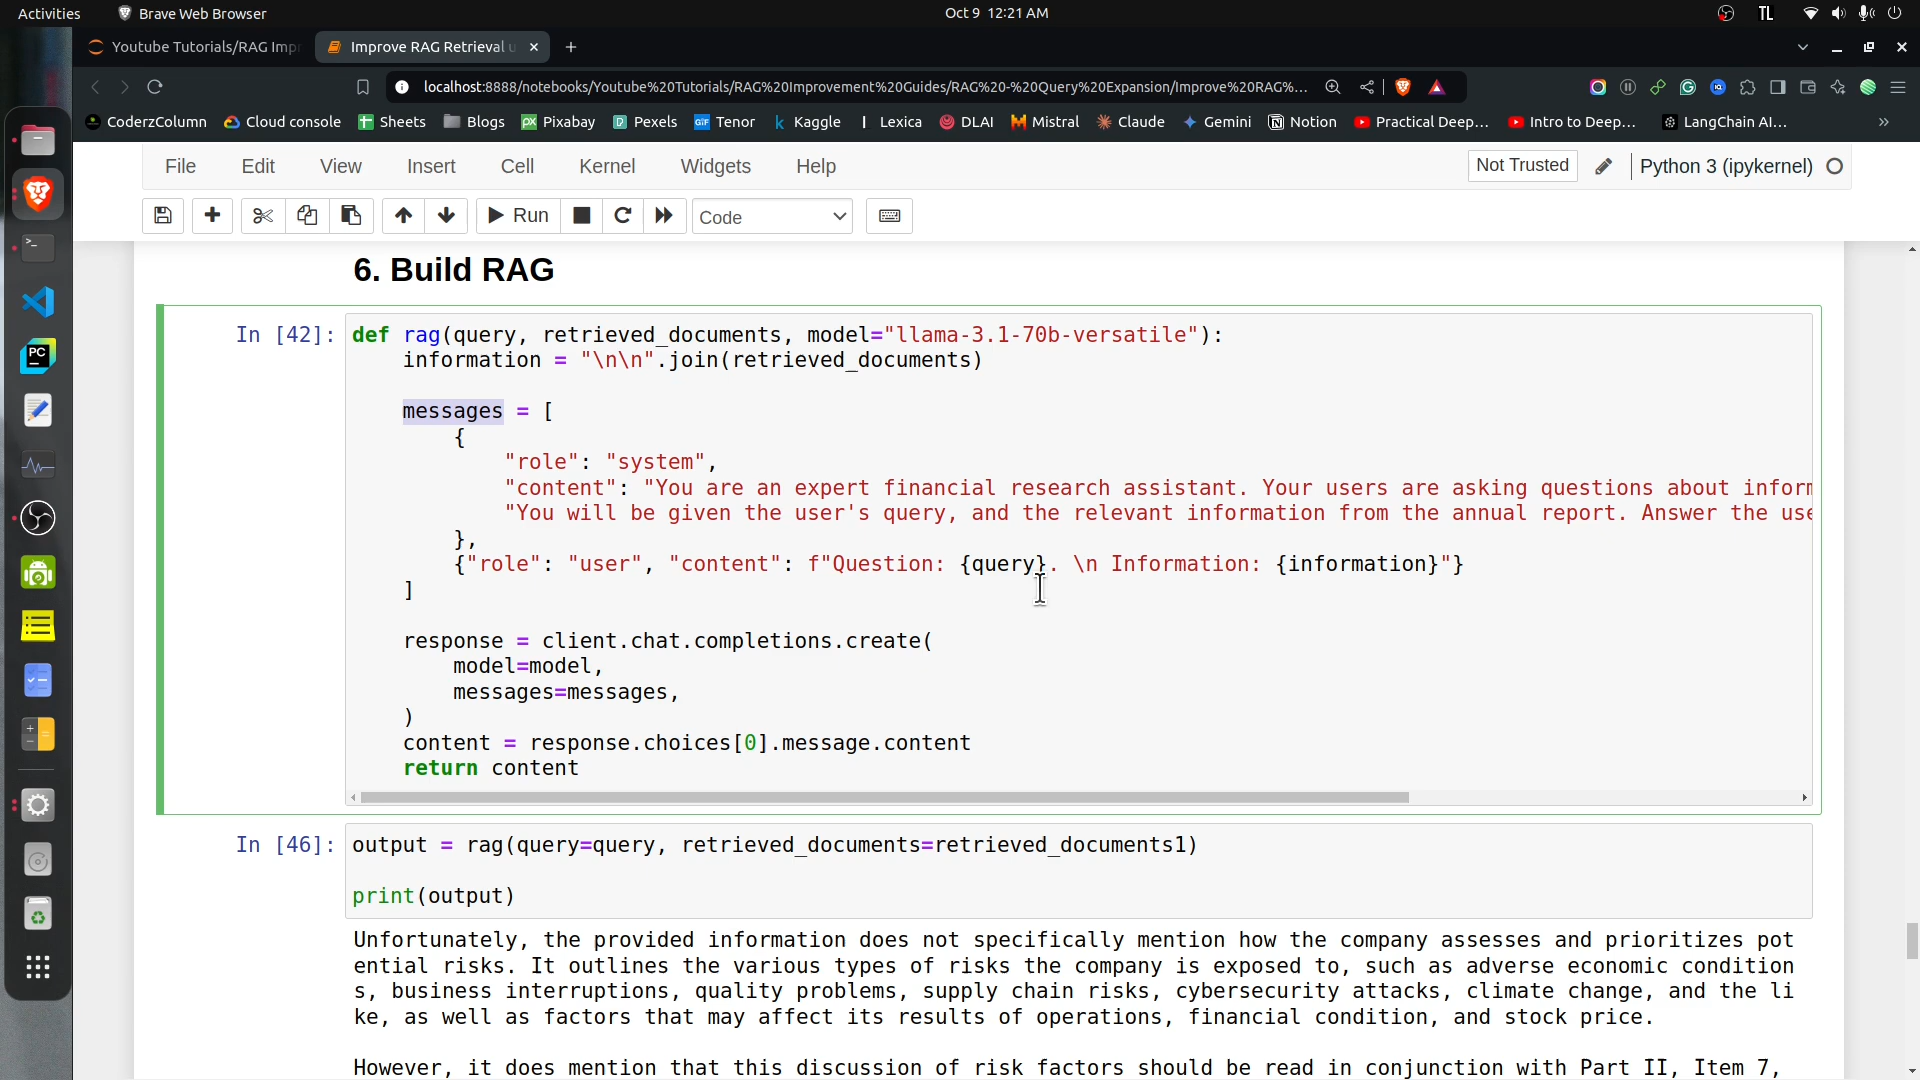 Activities Brave Web Browser Oct 9 12:21 AM TL
Youtube Tutorials/RAG Imp Improve RAG Retrieval u
localhost:8888/notebooks/Youtube%20Tutorials/RAG%20Improvement%20Guides/RAG%20-%20Query%20Expansion/Improve%20RAG%...
CoderzColumn Cloud console Sheets Blogs Pixabay Pexels Tenor Kaggle Lexica DLAI Mistral Claude Gemini Notion Practical Deep... Intro to Deep... LangChain AI... »
File Edit View Insert Cell Kernel Widgets Help Not Trusted Python 3 (ipykernel)
Run Code
6. Build RAG
In [42]: def rag(query, retrieved_documents, model="llama-3.1-70b-versatile"):
information = "\n\n".join(retrieved_documents)
messages = [
{
"role": "system",
"content": "You are an expert financial research assistant. Your users are asking questions about inform
"You will be given the user's query, and the relevant information from the annual report. Answer the use
},
{"role": "user", "content": f"Question: {query}. \n Information: {information}"}
]
response = client.chat.completions.create(
model=model,
messages=messages,
)
content = response.choices[0].message.content
return content
In [46]: output = rag(query=query, retrieved_documents=retrieved_documents1)
print(output)
Unfortunately, the provided information does not specifically mention how the company assesses and prioritizes pot
ential risks. It outlines the various types of risks the company is exposed to, such as adverse economic condition
s, business interruptions, quality problems, supply chain risks, cybersecurity attacks, climate change, and the li
ke, as well as factors that may affect its results of operations, financial condition, and stock price.
However, it does mention that this discussion of risk factors should be read in conjunction with Part II, Item 7,